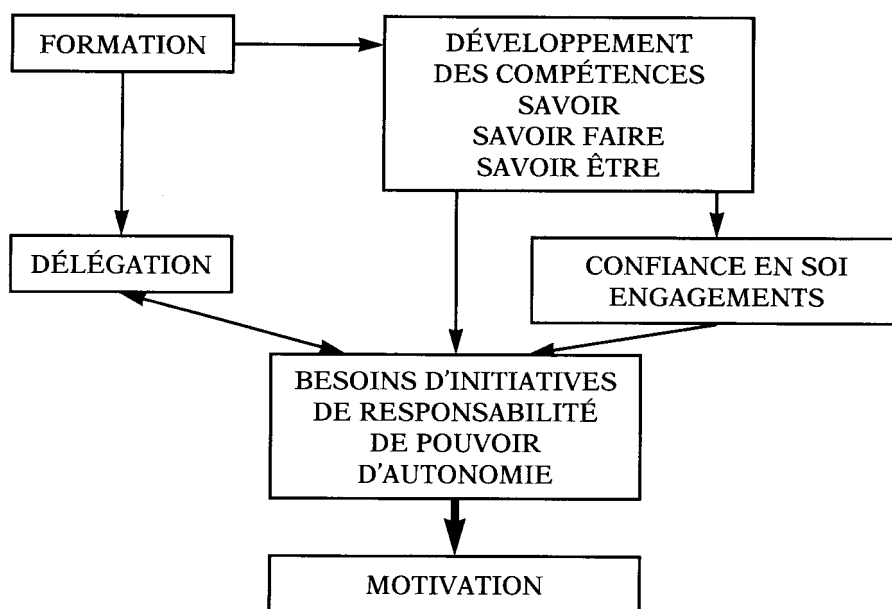 FORMATION
DÉVELOPPEMENT
DES COMPÉTENCES
SAVOIR
SAVOIR FAIRE
SAVOIR ÊTRE
DÉLÉGATION
CONFIANCE EN SOI
ENGAGEMENTS
BESOINS D'INITIATIVES
DE RESPONSABILITÉ
DE POUVOIR
D'AUTONOMIE
MOTIVATION